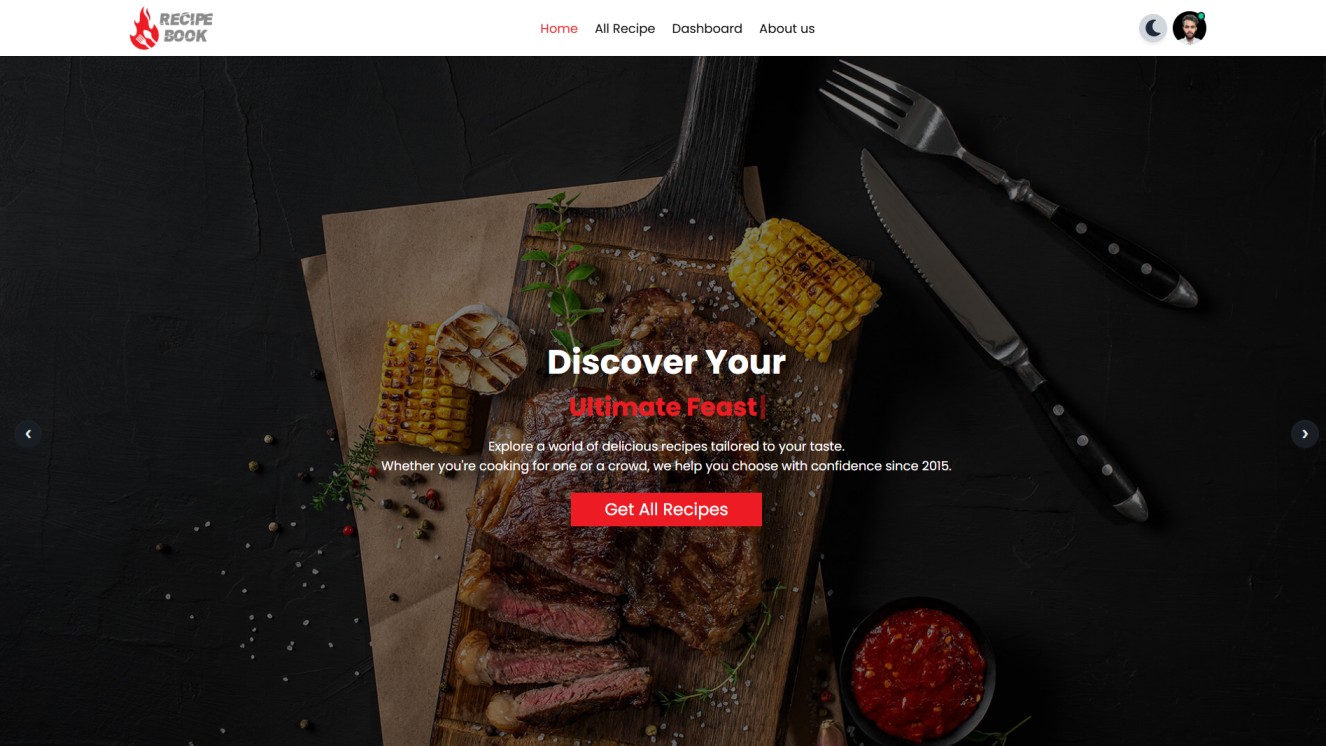 RECIPE
BOOK
Home All Recipe Dashboard About us
Discover Your
Ultimate Feast|
Explore a world of delicious recipes tailored to your taste.
Whether you're cooking for one or a crowd, we help you choose with confidence since 2015.
Get All Recipes